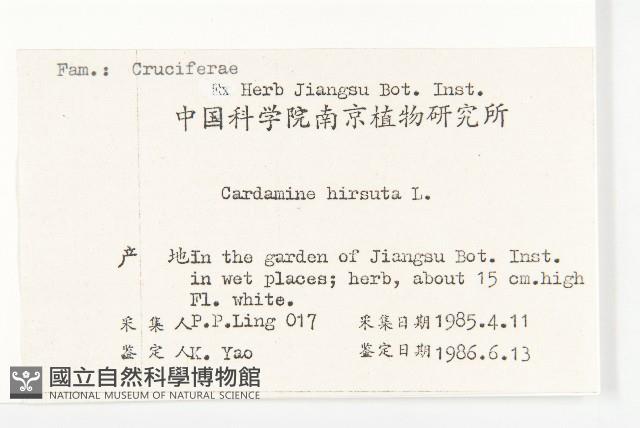 Fam.: Cruciferae
Ex Herb Jiangsu Bot. Inst.
中国科学院南京植物研究所
Cardamine hirsuta L.
产 地In the garden of Jiangsu Bot. Inst.
in wet places; herb, about 15 cm.high
Fl. white.
采 集 人P.P.Ling 017 采集日期1985.4.11
鉴 定 人K. Yao 鉴定日期1986.6.13
國立自然科學博物館
NATIONAL MUSEUM OF NATURAL SCIENCE